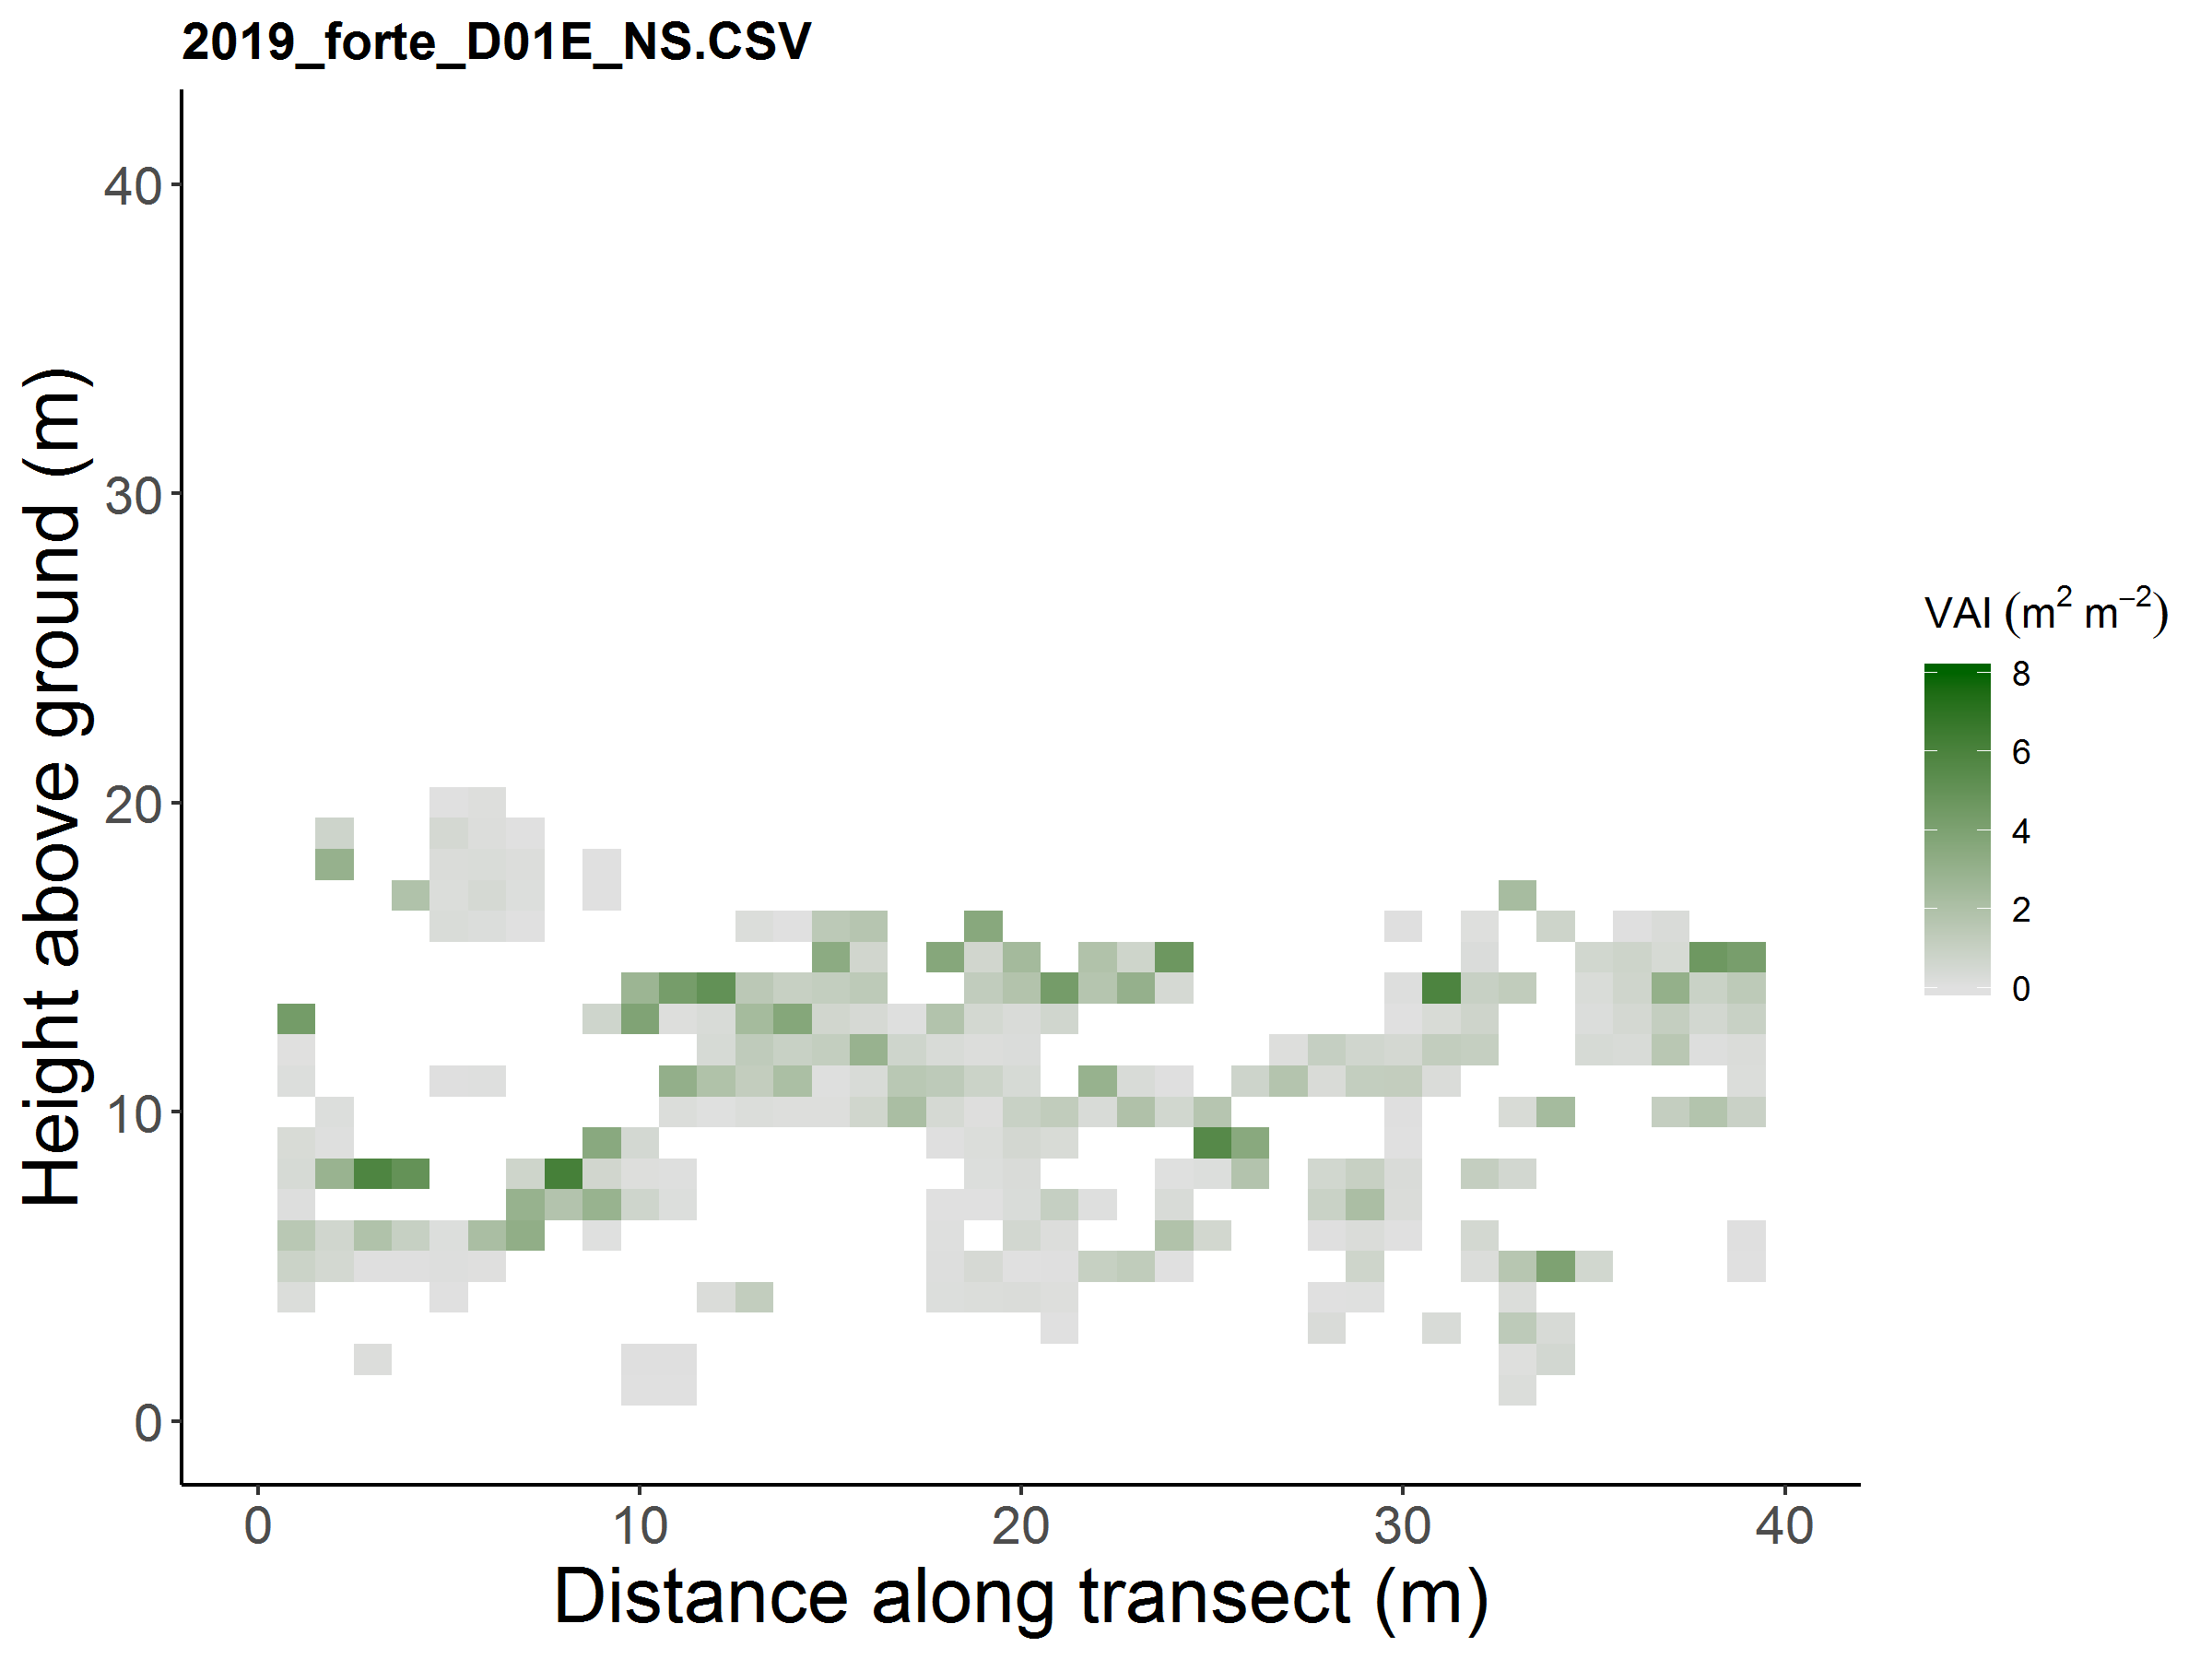 2019_forte_D01E_NS.CSV
Height above ground (m)
40
30
20
10
0
0 10 20 30 40
Distance along transect (m)
VAI (m² m⁻²)
8
6
4
2
0